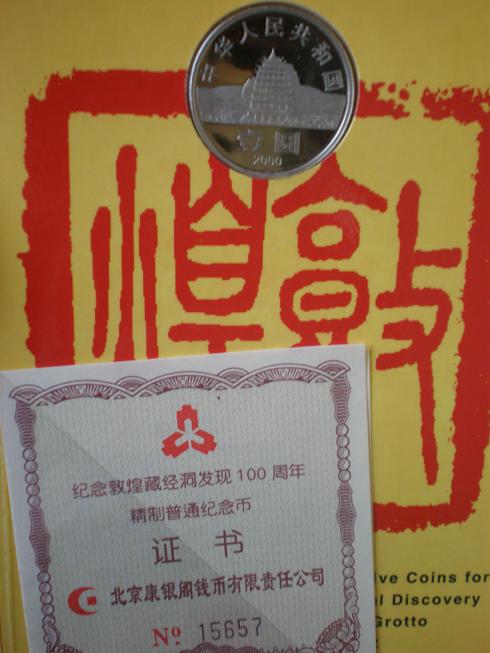 中华人民共和国
壹圆
2000
敦煌
纪念敦煌藏经洞发现100周年
精制普通纪念币
证书
北京康银阁钱币有限责任公司
№ 15657
ive Coins for
al Discovery
Grotto